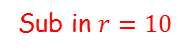 Sub in r = 10